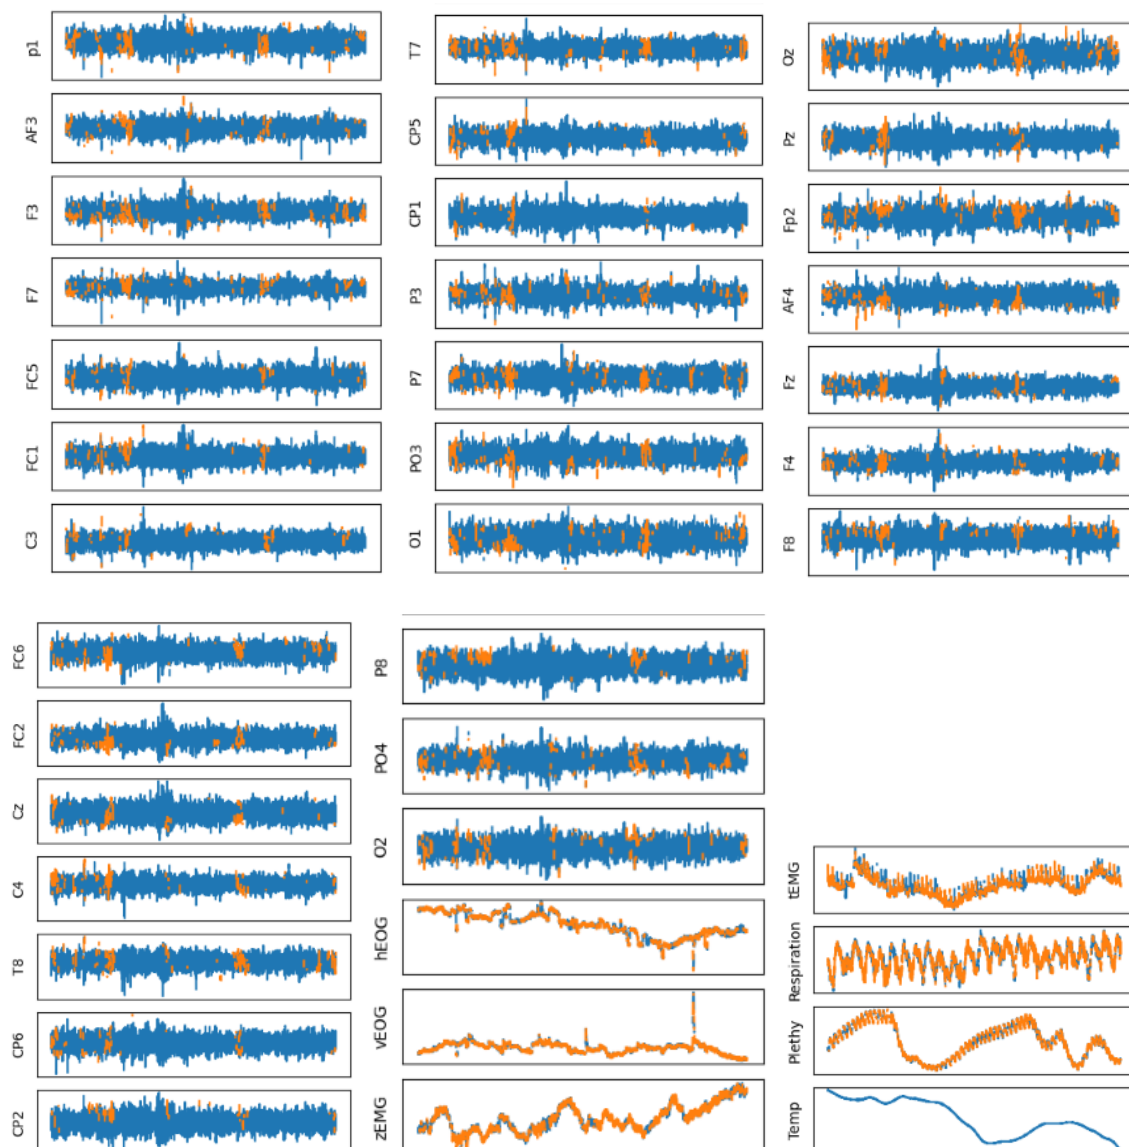 p1
AF3
F3
F7
FC5
FC1
C3
T7
CP5
CP1
P3
P7
PO3
O1
Oz
Pz
Fp2
AF4
Fz
F4
F8
FC6
FC2
Cz
C4
T8
CP6
CP2
P8
PO4
O2
hEOG
vEOG
zEMG
tEMG
Respiration
Plethy
Temp